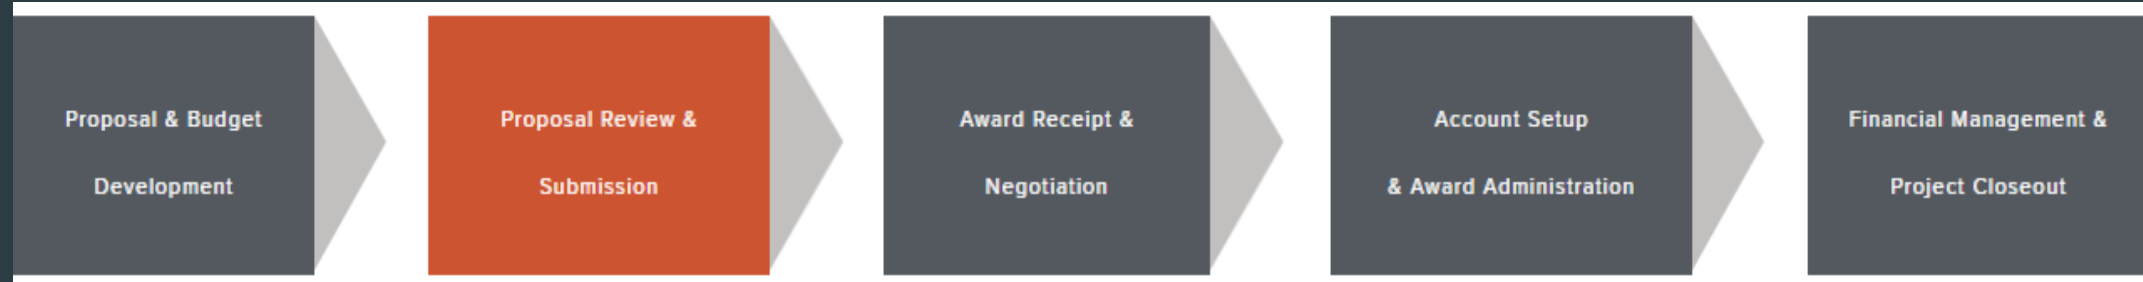 Proposal & Budget
Development
Proposal Review &
Submission
Award Receipt &
Negotiation
Account Setup
& Award Administration
Financial Management &
Project Closeout